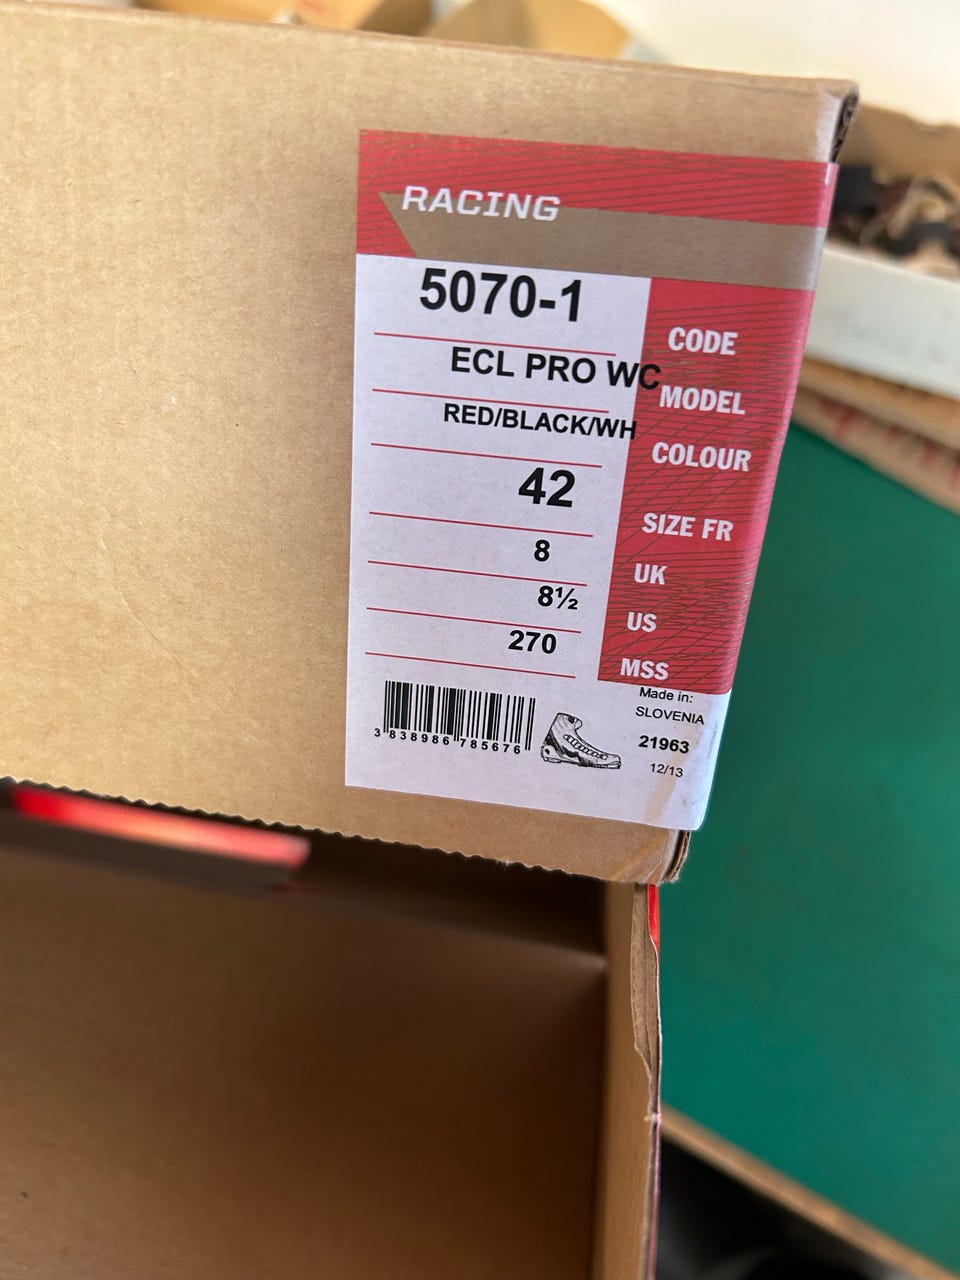 RACING
5070-1 CODE
ECL PRO WC MODEL
RED/BLACK/WH COLOUR
42 SIZE FR
8 UK
8½ US
270 MSS
3 838986 785676
Made in:
SLOVENIA
21963
12/13